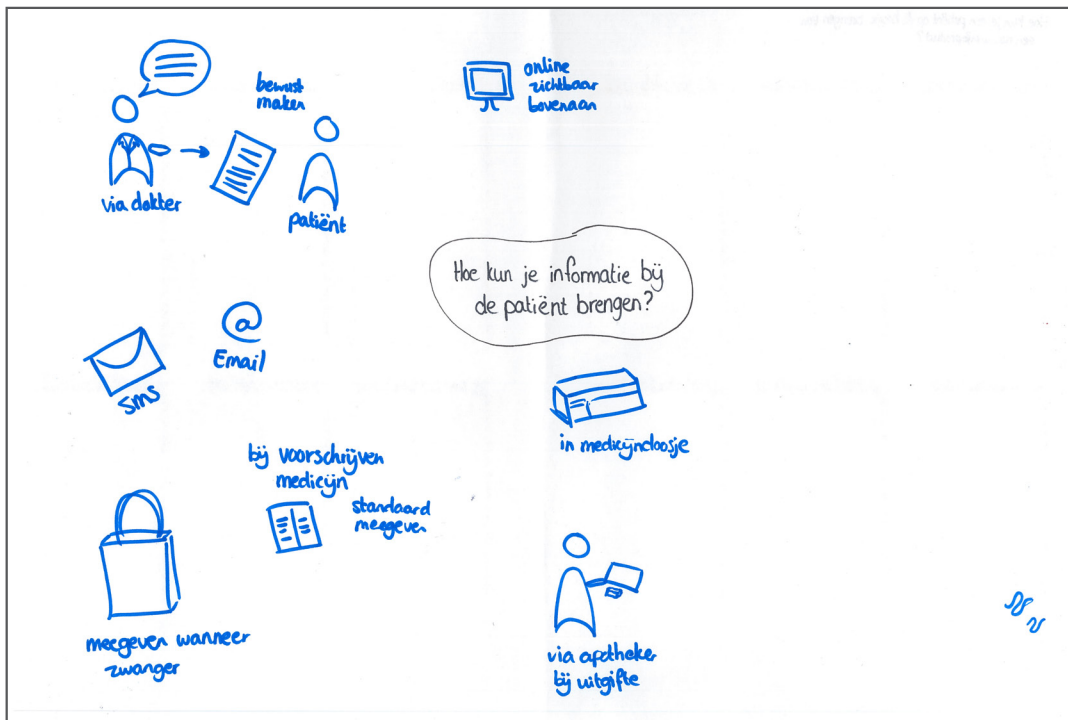 bewust
maken
via dokter
patiënt
online
zichtbaar
bovenaan
Hoe kun je informatie bij
de patiënt brengen?
@
Email
sms
in medicijndoosje
bij voorschrijven
medicijn
standaard
meegeven
meegeven wanneer
zwanger
via apotheker
bij uitgifte